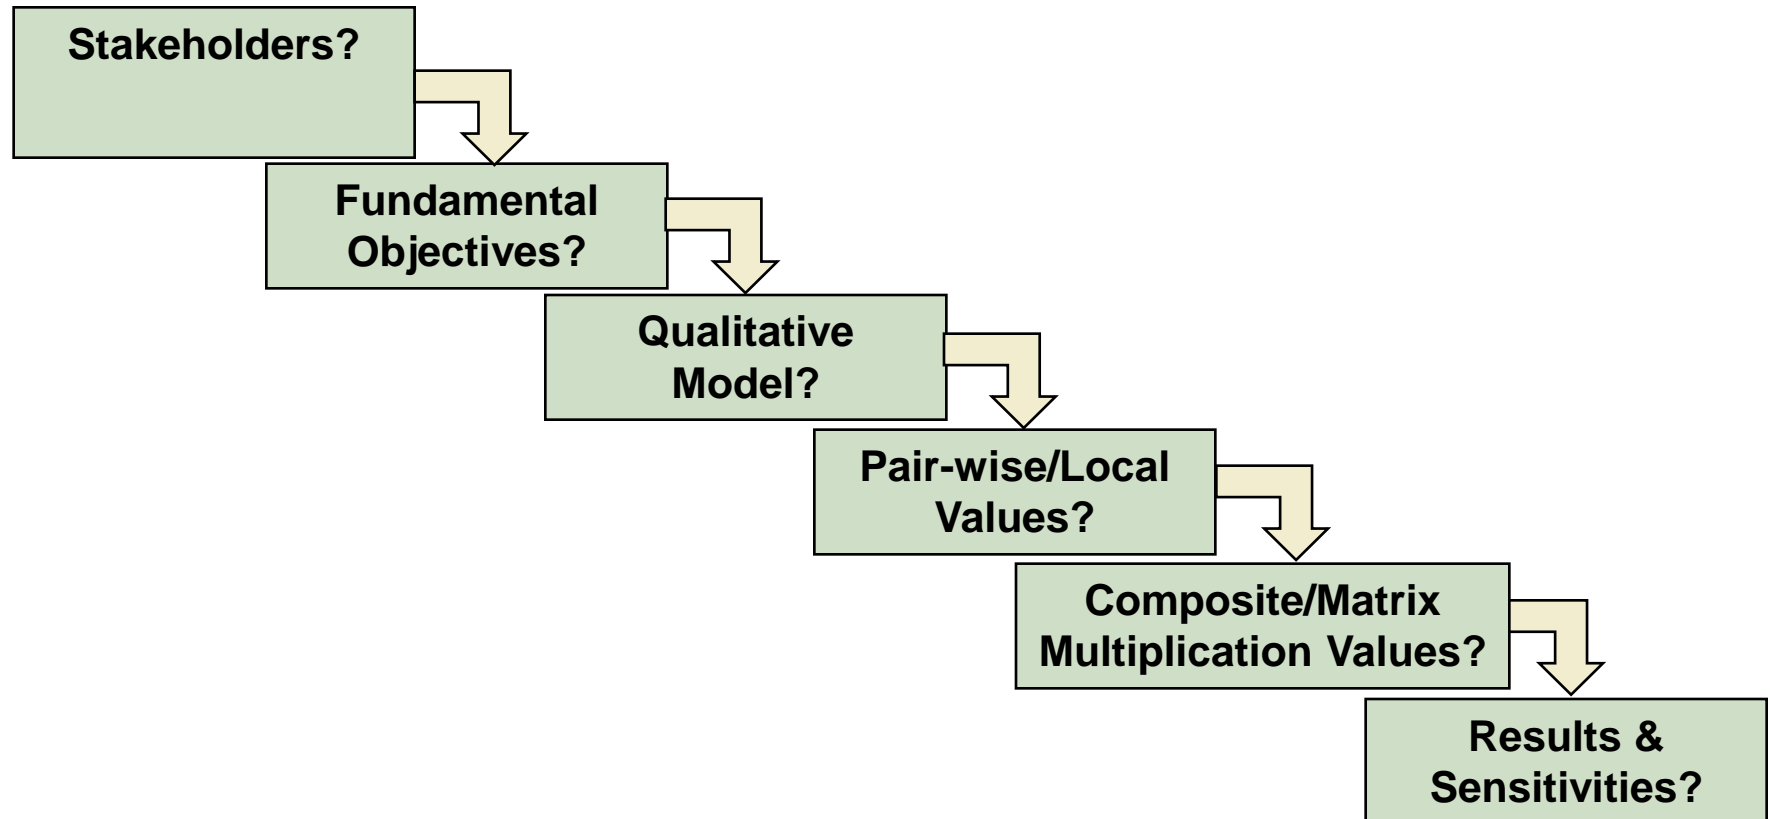 Stakeholders?
Fundamental
Objectives?
Qualitative
Model?
Pair-wise/Local
Values?
Composite/Matrix
Multiplication Values?
Results &
Sensitivities?